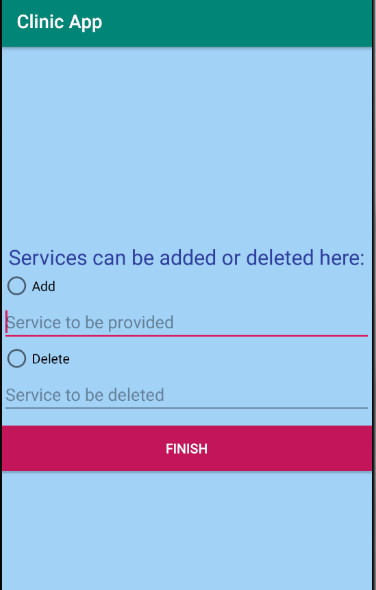 Clinic App
Services can be added or deleted here:
Add
Service to be provided
Delete
Service to be deleted
FINISH